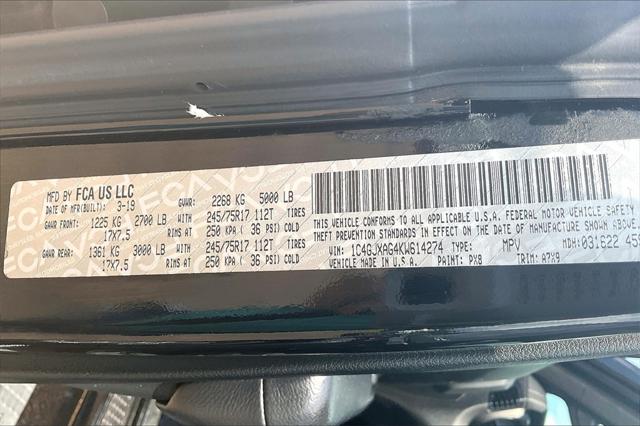 MFD BY FCA US LLC GVWR: 2268 KG 5000 LB
DATE OF MFR(BUILT): 3-19
GAWR FRONT: 1225 KG 2700 LB WITH 245/75R17 112T TIRES
17X7.5 RIMS AT 250 KPA ( 36 PSI) COLD
GAWR REAR: 1361 KG 3000 LB WITH 245/75R17 112T TIRES
17X7.5 RIMS AT 250 KPA ( 36 PSI) COLD
THIS VEHICLE CONFORMS TO ALL APPLICABLE U.S.A. FEDERAL MOTOR VEHICLE SAFETY
STANDARDS IN EFFECT ON THE DATE OF MANUFACTURE SHOWN ABOVE.
VIN: 1C4GJXAG4KW614274 TYPE: MPV MDH: 031622 45
VEHICLE MADE IN U.S.A. PAINT: PX8 TRIM: A7X9